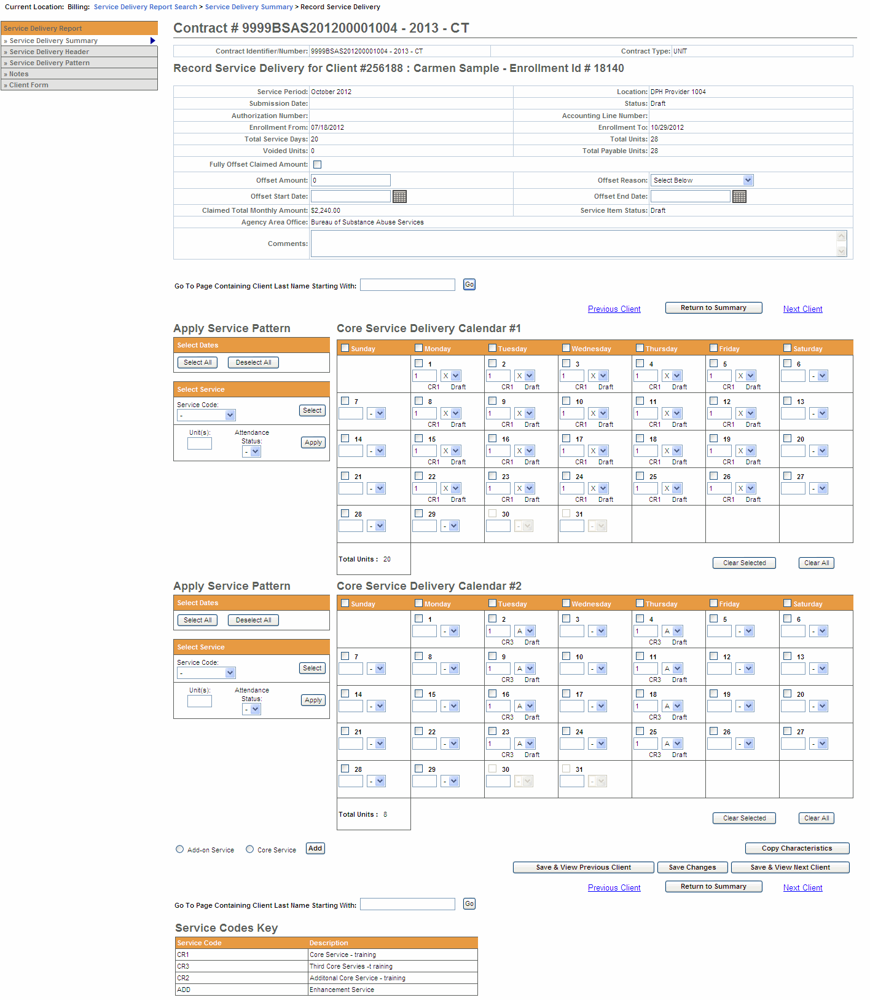 Current Location: Billing: Service Delivery Report Search > Service Delivery Summary > Record Service Delivery
Service Delivery Report
» Service Delivery Summary
» Service Delivery Header
» Service Delivery Pattern
» Notes
» Client Form
Contract # 9999BSAS201200001004 - 2013 - CT
Contract Identifier/Number: 9999BSAS201200001004 - 2013 - CT Contract Type: UNIT
Record Service Delivery for Client #256188 : Carmen Sample - Enrollment Id # 18140
Service Period: October 2012 Location: DPH Provider 1004
Submission Date: Status: Draft
Authorization Number: Accounting Line Number:
Enrollment From: 07/18/2012 Enrollment To: 10/29/2012
Total Service Days: 20 Total Units: 28
Voided Units: 0 Total Payable Units: 28
Fully Offset Claimed Amount:
Offset Amount: 0 Offset Reason: Select Below
Offset Start Date: Offset End Date:
Claimed Total Monthly Amount: $2,240.00 Service Item Status: Draft
Agency Area Office: Bureau of Substance Abuse Services
Comments:
Go To Page Containing Client Last Name Starting With: Go
Previous Client Return to Summary Next Client
Apply Service Pattern
Select Dates
Select All Deselect All
Select Service
Service Code:
- Select
Unit(s): Attendance Status:
- Apply
Core Service Delivery Calendar #1
Sunday Monday Tuesday Wednesday Thursday Friday Saturday
1 2 3 4 5 6
1 X 1 X 1 X 1 X 1 X -
CR1 Draft CR1 Draft CR1 Draft CR1 Draft CR1 Draft
7 8 9 10 11 12 13
- 1 X 1 X 1 X 1 X 1 X -
CR1 Draft CR1 Draft CR1 Draft CR1 Draft CR1 Draft
14 15 16 17 18 19 20
- 1 X 1 X 1 X 1 X 1 X -
CR1 Draft CR1 Draft CR1 Draft CR1 Draft CR1 Draft
21 22 23 24 25 26 27
- 1 X 1 X 1 X 1 X 1 X -
CR1 Draft CR1 Draft CR1 Draft CR1 Draft CR1 Draft
28 29 30 31
- - - -
Total Units : 20 Clear Selected Clear All
Apply Service Pattern
Select Dates
Select All Deselect All
Select Service
Service Code:
- Select
Unit(s): Attendance Status:
- Apply
Core Service Delivery Calendar #2
Sunday Monday Tuesday Wednesday Thursday Friday Saturday
1 2 3 4 5 6
- 1 A - 1 A - -
CR3 Draft CR3 Draft
7 8 9 10 11 12 13
- - 1 A - 1 A - -
CR3 Draft CR3 Draft
14 15 16 17 18 19 20
- - 1 A - 1 A - -
CR3 Draft CR3 Draft
21 22 23 24 25 26 27
- - 1 A - 1 A - -
CR3 Draft CR3 Draft
28 29 30 31
- - - -
Total Units : 8 Clear Selected Clear All
Add-on Service Core Service Add Copy Characteristics
Save & View Previous Client Save Changes Save & View Next Client
Previous Client Return to Summary Next Client
Go To Page Containing Client Last Name Starting With: Go
Service Codes Key
Service Code Description
CR1 Core Service - training
CR3 Third Core Servies -t raining
CR2 Additonal Core Service - training
ADD Enhancement Service